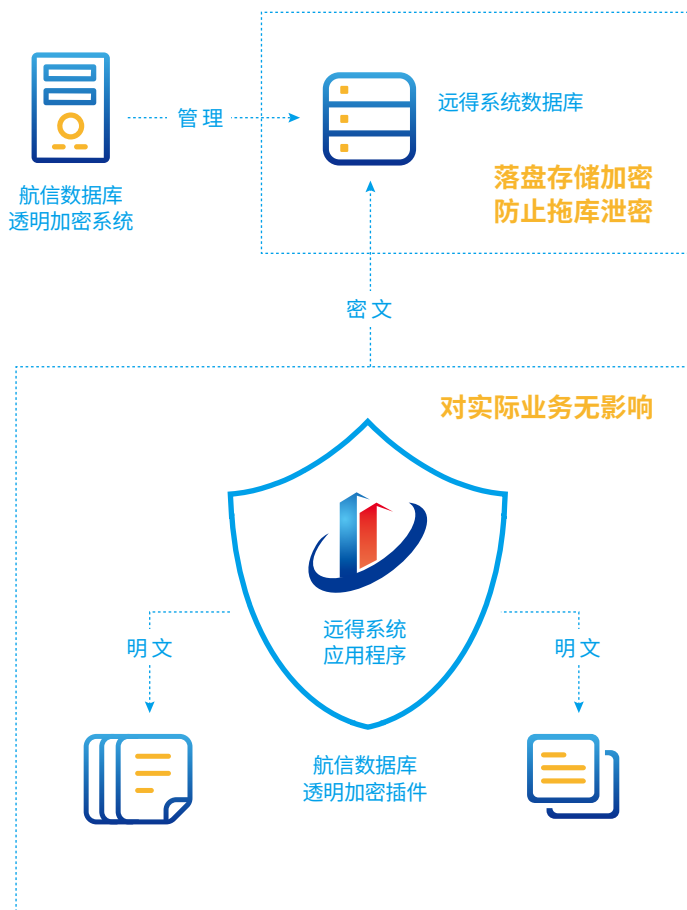 管理
远得系统数据库
航信数据库
透明加密系统
落盘存储加密
防止拖库泄密
密文
对实际业务无影响
远得系统
应用程序
明文
明文
航信数据库
透明加密插件